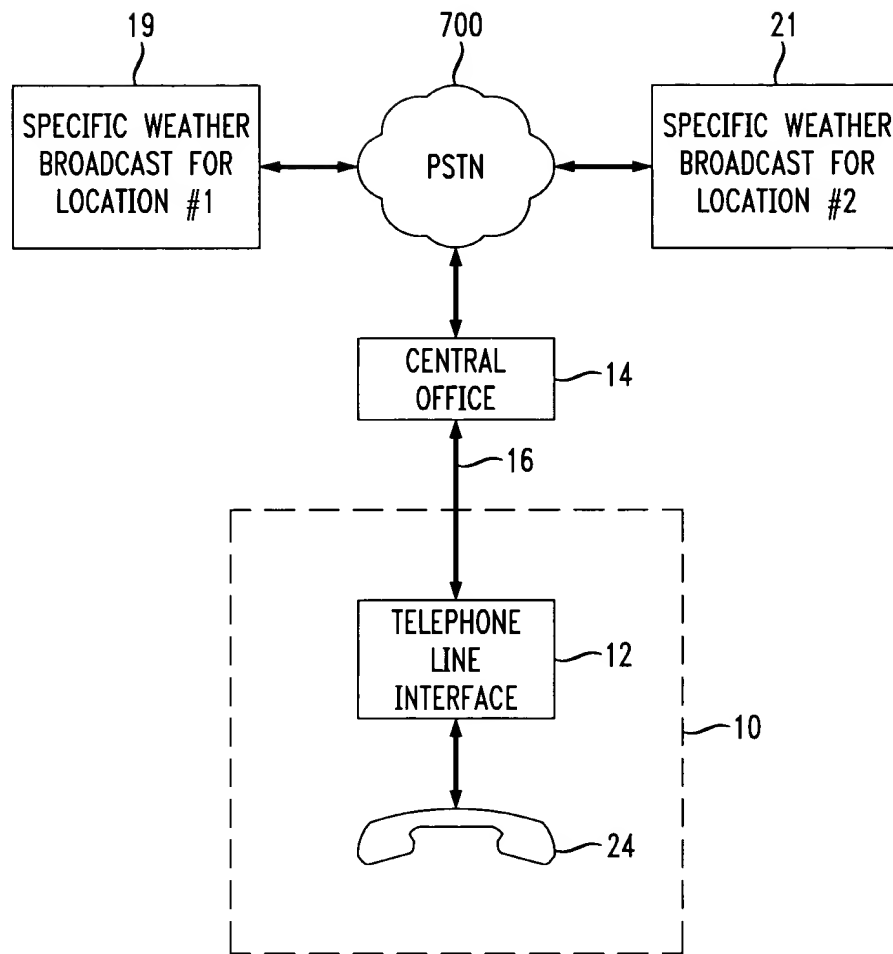 19
700
21
SPECIFIC WEATHER
BROADCAST FOR
LOCATION #1
PSTN
SPECIFIC WEATHER
BROADCAST FOR
LOCATION #2
CENTRAL
OFFICE
14
16
TELEPHONE
LINE
INTERFACE
12
10
24